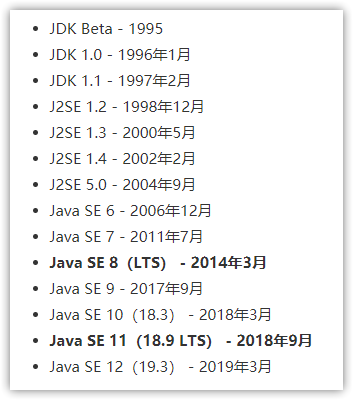 JDK Beta - 1995
JDK 1.0 - 1996年1月
JDK 1.1 - 1997年2月
J2SE 1.2 - 1998年12月
J2SE 1.3 - 2000年5月
J2SE 1.4 - 2002年2月
J2SE 5.0 - 2004年9月
Java SE 6 - 2006年12月
Java SE 7 - 2011年7月
Java SE 8（LTS） - 2014年3月
Java SE 9 - 2017年9月
Java SE 10（18.3） - 2018年3月
Java SE 11（18.9 LTS） - 2018年9月
Java SE 12（19.3） - 2019年3月